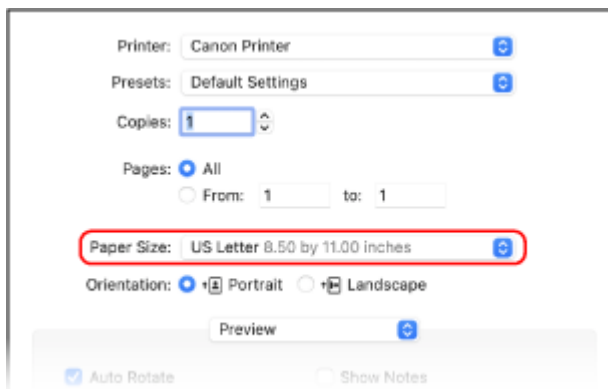 Printer: Canon Printer
Presets: Default Settings
Copies: 1
Pages: All
From: 1 to: 1
Paper Size: US Letter 8.50 by 11.00 inches
Orientation: Portrait Landscape
Preview
Auto Rotate Show Notes